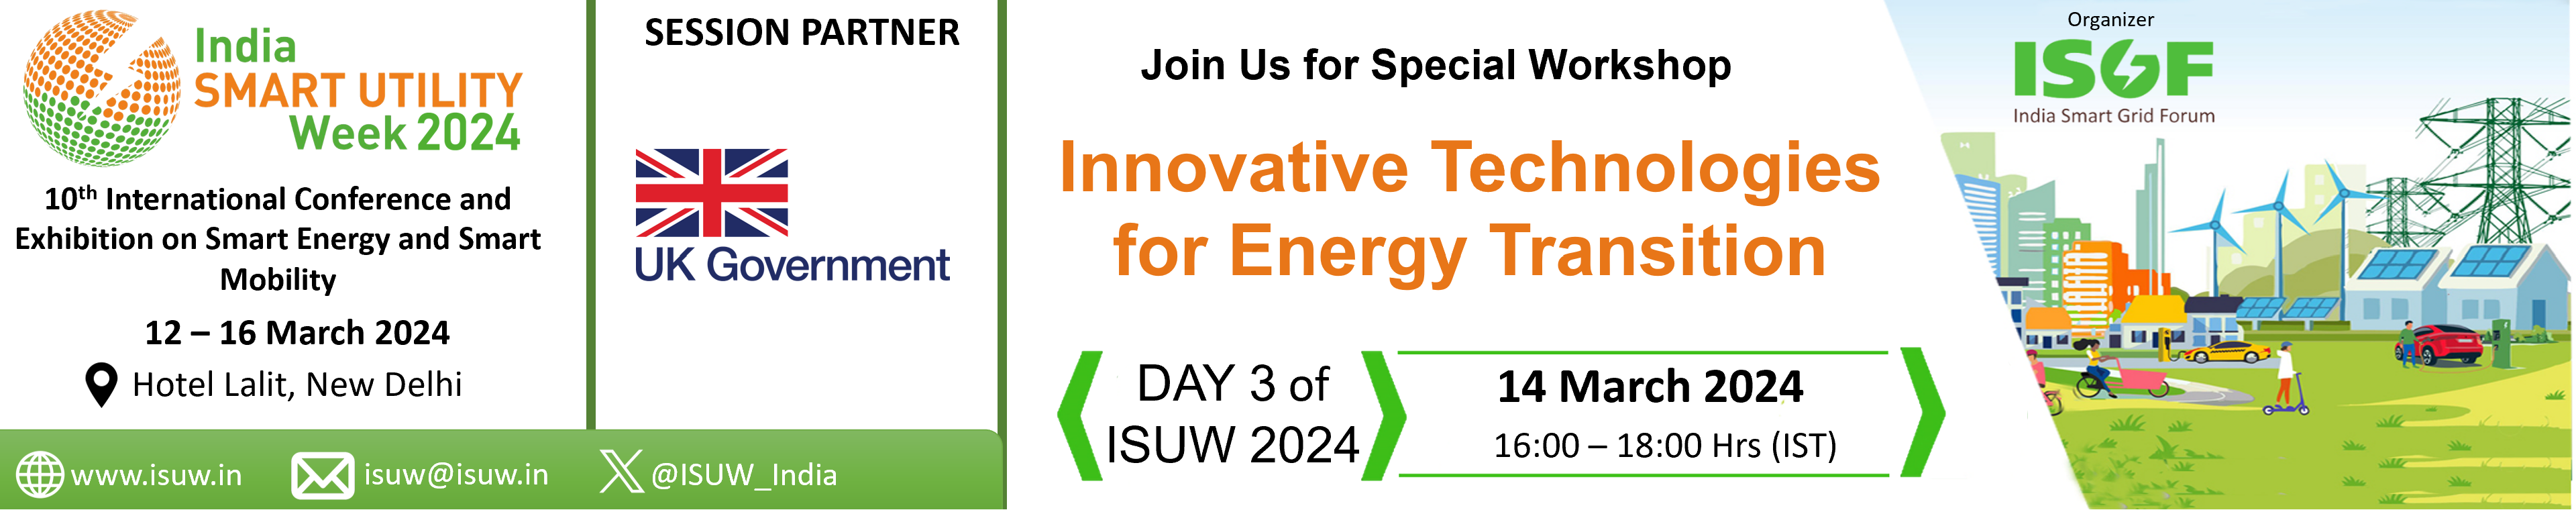 India
SMART UTILITY
Week 2024
10th International Conference and
Exhibition on Smart Energy and Smart
Mobility
12 – 16 March 2024
Hotel Lalit, New Delhi
www.isuw.in
isuw@isuw.in
@ISUW_India
SESSION PARTNER
UK Government
Join Us for Special Workshop
Innovative Technologies
for Energy Transition
DAY 3 of
ISUW 2024
14 March 2024
16:00 – 18:00 Hrs (IST)
Organizer
ISGF
India Smart Grid Forum